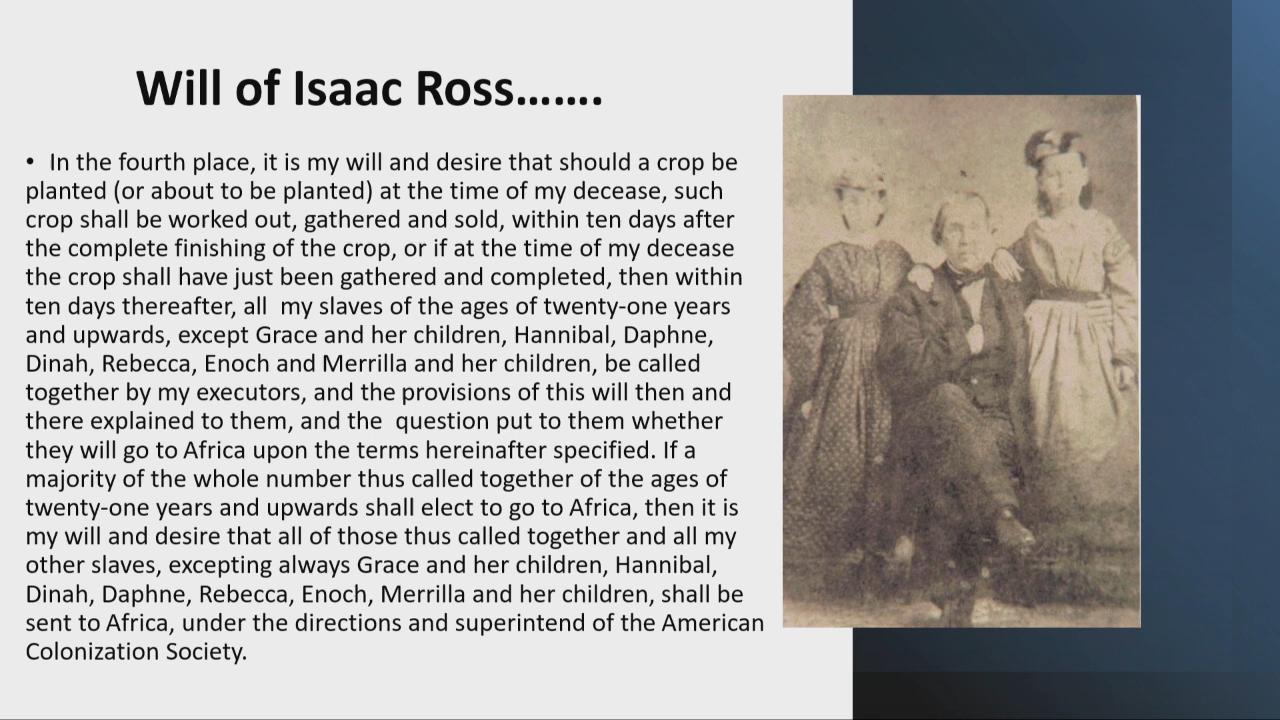 Will of Isaac Ross.......
• In the fourth place, it is my will and desire that should a crop be
planted (or about to be planted) at the time of my decease, such
crop shall be worked out, gathered and sold, within ten days after
the complete finishing of the crop, or if at the time of my decease
the crop shall have just been gathered and completed, then within
ten days thereafter, all  my slaves of the ages of twenty-one years
and upwards, except Grace and her children, Hannibal, Daphne,
Dinah, Rebecca, Enoch and Merrilla and her children, be called
together by my executors, and the provisions of this will then and
there explained to them, and the  question put to them whether
they will go to Africa upon the terms hereinafter specified. If a
majority of the whole number thus called together of the ages of
twenty-one years and upwards shall elect to go to Africa, then it is
my will and desire that all of those thus called together and all my
other slaves, excepting always Grace and her children, Hannibal,
Dinah, Daphne, Rebecca, Enoch, Merrilla and her children, shall be
sent to Africa, under the directions and superintend of the American
Colonization Society.